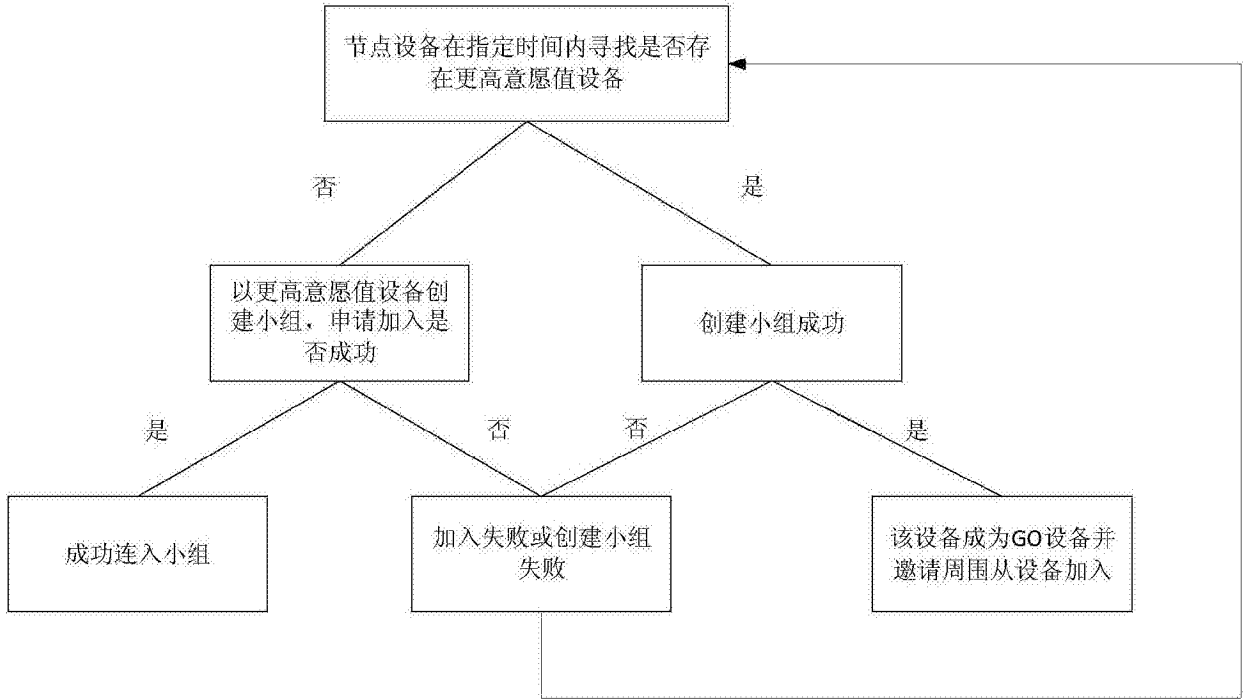 节点设备在指定时间内寻找是否存
在更高意愿值设备
否
是
以更高意愿值设备创
建小组，申请加入是
否成功
创建小组成功
是
否
否
是
成功连入小组
加入失败或创建小组
失败
该设备成为GO设备并
邀请周围从设备加入